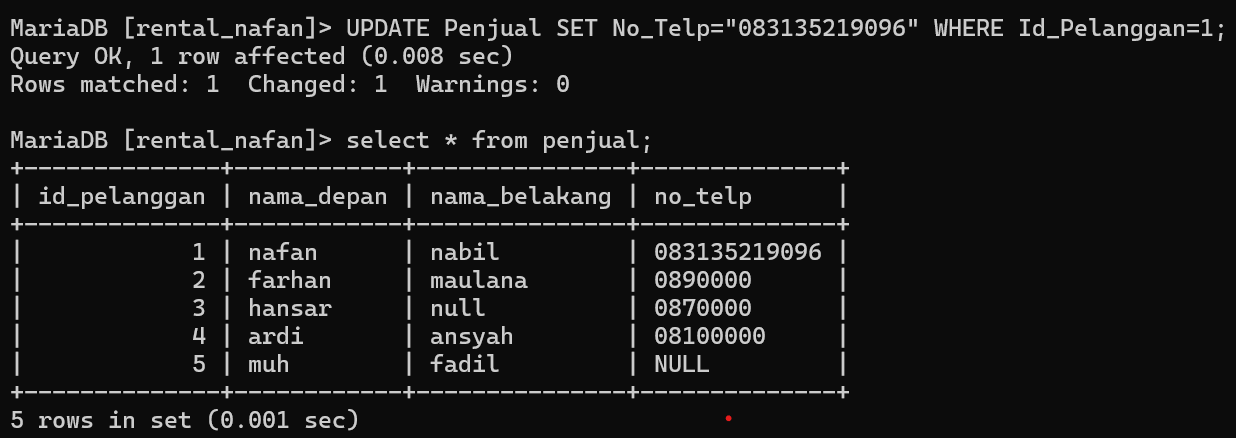 MariaDB [rental_nafan]> UPDATE Penjual SET No_Telp="083135219096" WHERE Id_Pelanggan=1;
Query OK, 1 row affected (0.008 sec)
Rows matched: 1  Changed: 1  Warnings: 0

MariaDB [rental_nafan]> select * from penjual;
+--------------+------------+---------------+--------------+
| id_pelanggan | nama_depan | nama_belakang | no_telp      |
+--------------+------------+---------------+--------------+
|            1 | nafan      | nabil         | 083135219096 |
|            2 | farhan     | maulana       | 0890000      |
|            3 | hansar     | null          | 0870000      |
|            4 | ardi       | ansyah        | 08100000     |
|            5 | muh        | fadil         | NULL         |
+--------------+------------+---------------+--------------+
5 rows in set (0.001 sec)